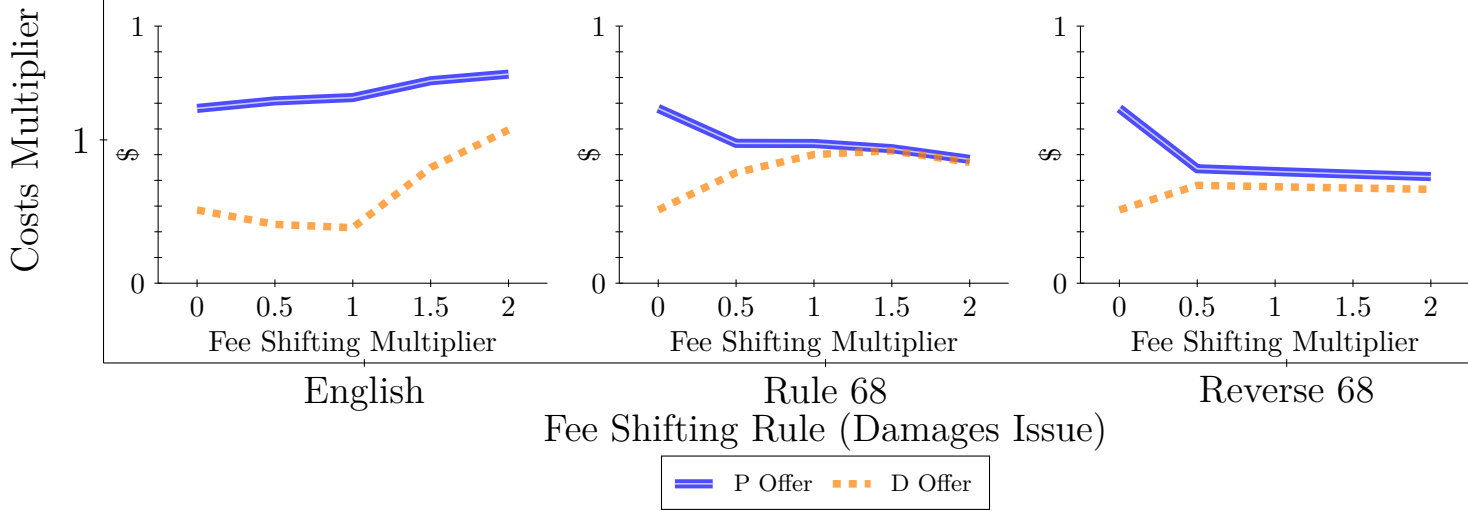 Costs Multiplier
1
1
$
0
0 0.5 1 1.5 2
Fee Shifting Multiplier
1
$
0
0 0.5 1 1.5 2
Fee Shifting Multiplier
1
$
0
0 0.5 1 1.5 2
Fee Shifting Multiplier
English
Rule 68
Reverse 68
Fee Shifting Rule (Damages Issue)
P Offer
D Offer